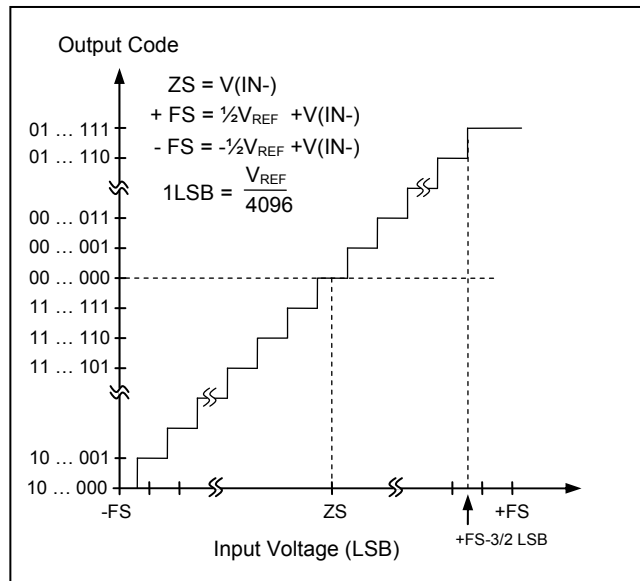 Output Code
ZS = V(IN-)
+ FS = ½VREF +V(IN-)
- FS = -½VREF +V(IN-)
1LSB = VREF
4096
01 ... 111
01 ... 110
00 ... 011
00 ... 001
00 ... 000
11 ... 111
11 ... 110
11 ... 101
10 ... 001
10 ... 000
-FS
ZS
+FS
+FS-3/2 LSB
Input Voltage (LSB)